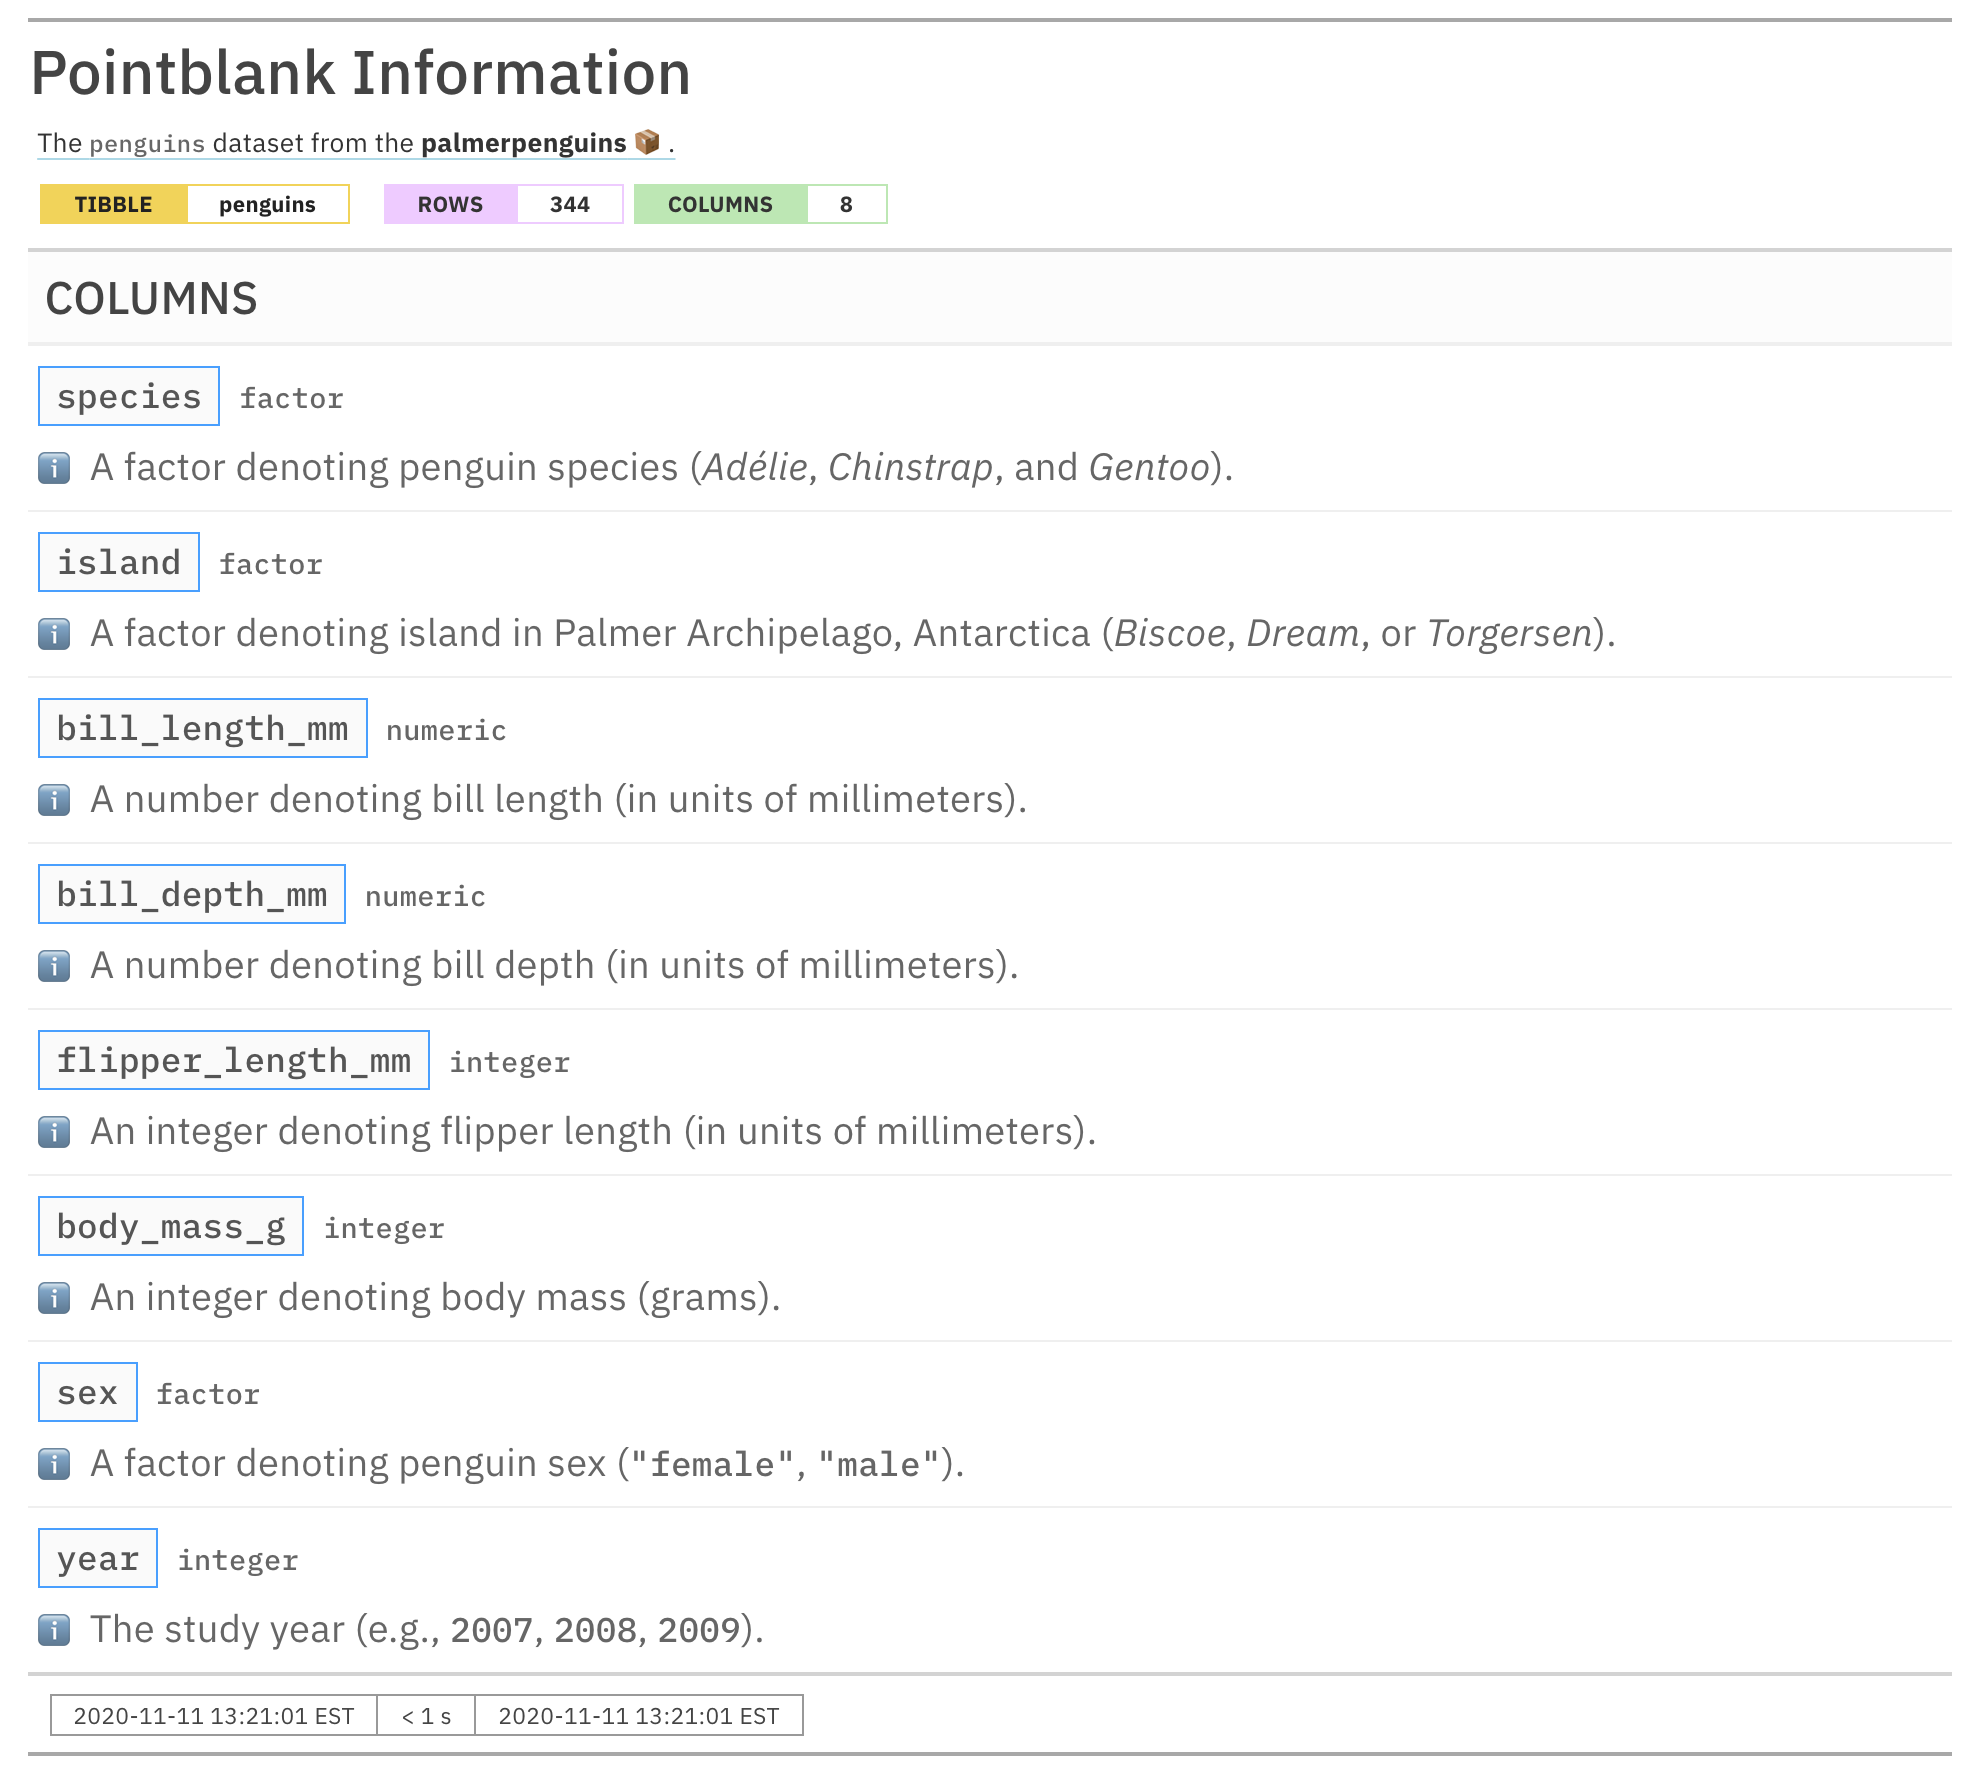 Pointblank Information
The penguins dataset from the palmerpenguins 📦 .
TIBBLE penguins ROWS 344 COLUMNS 8
COLUMNS
species factor
ℹ️ A factor denoting penguin species (Adélie, Chinstrap, and Gentoo).
island factor
ℹ️ A factor denoting island in Palmer Archipelago, Antarctica (Biscoe, Dream, or Torgersen).
bill_length_mm numeric
ℹ️ A number denoting bill length (in units of millimeters).
bill_depth_mm numeric
ℹ️ A number denoting bill depth (in units of millimeters).
flipper_length_mm integer
ℹ️ An integer denoting flipper length (in units of millimeters).
body_mass_g integer
ℹ️ An integer denoting body mass (grams).
sex factor
ℹ️ A factor denoting penguin sex ("female", "male").
year integer
ℹ️ The study year (e.g., 2007, 2008, 2009).
2020-11-11 13:21:01 EST < 1 s 2020-11-11 13:21:01 EST